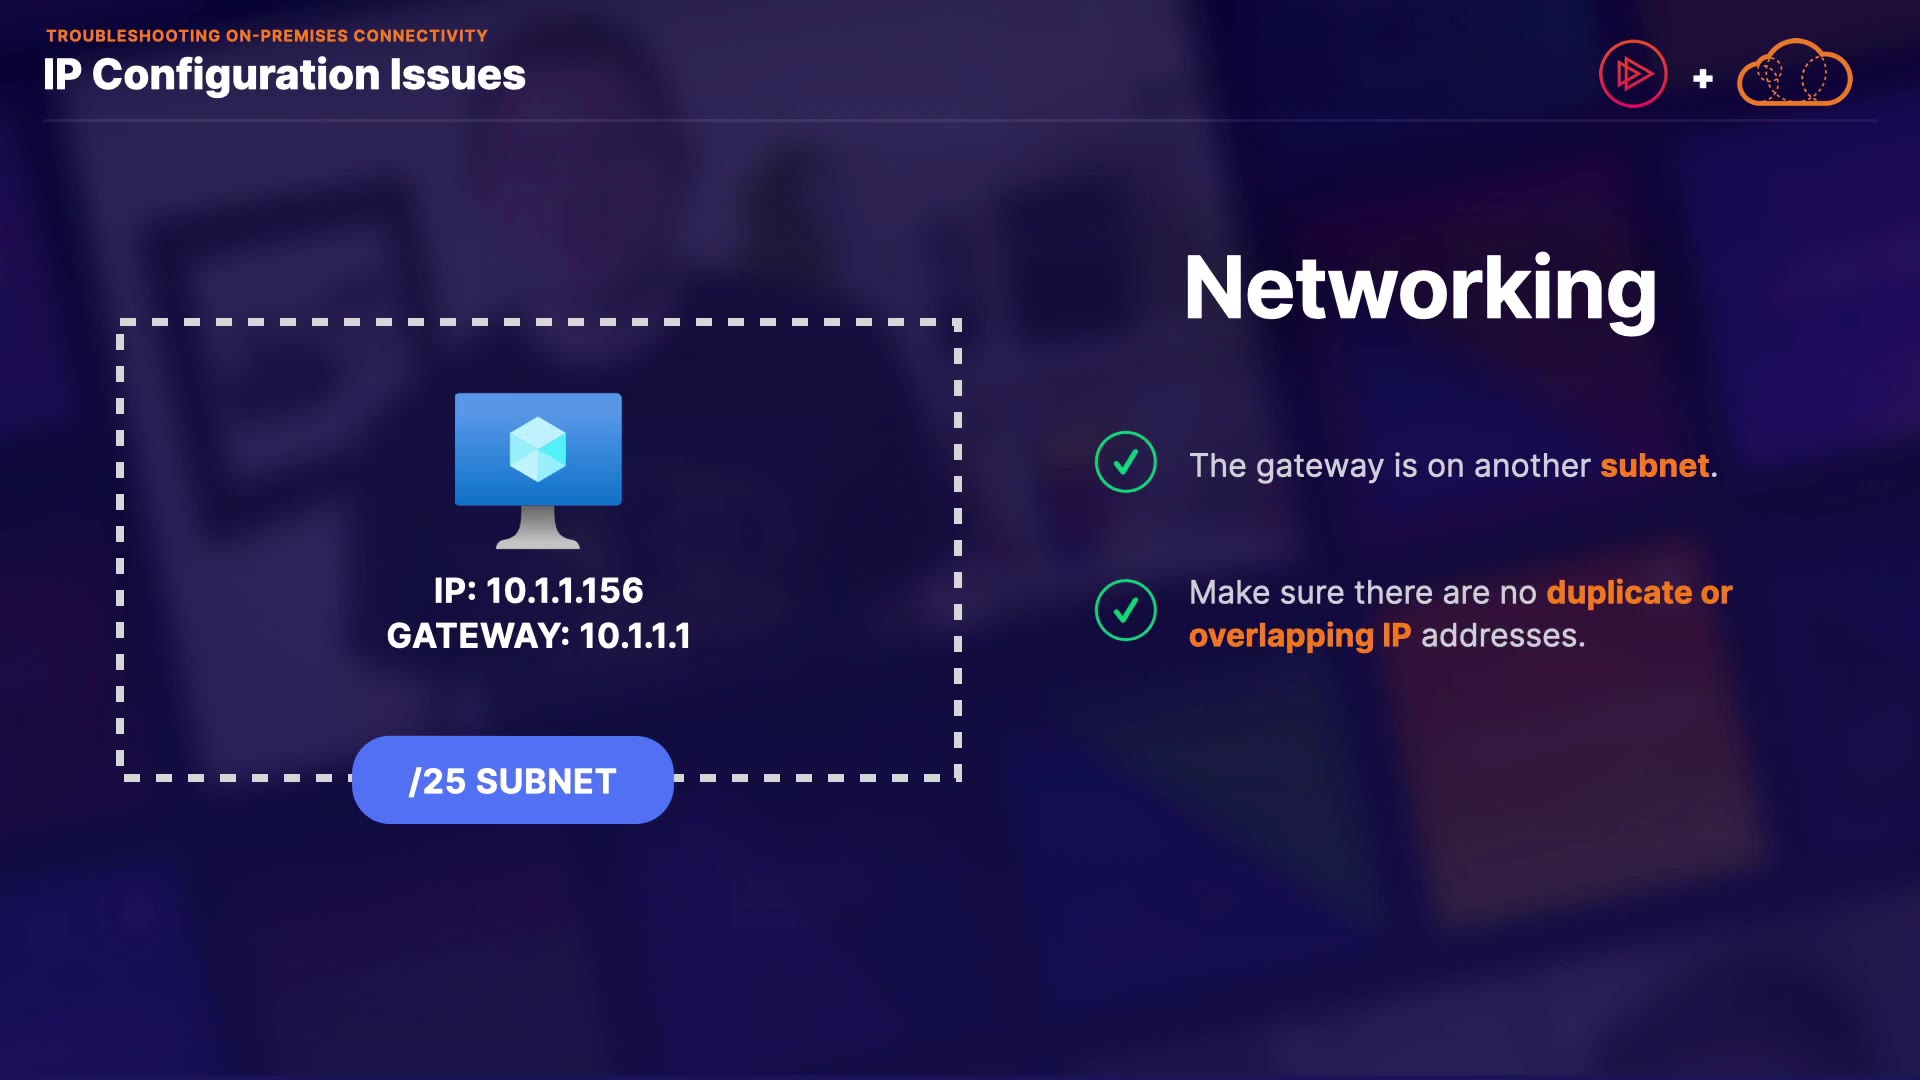 TROUBLESHOOTING ON-PREMISES CONNECTIVITY
IP Configuration Issues
+
Networking
The gateway is on another subnet.
Make sure there are no duplicate or
overlapping IP addresses.
IP: 10.1.1.156
GATEWAY: 10.1.1.1
/25 SUBNET